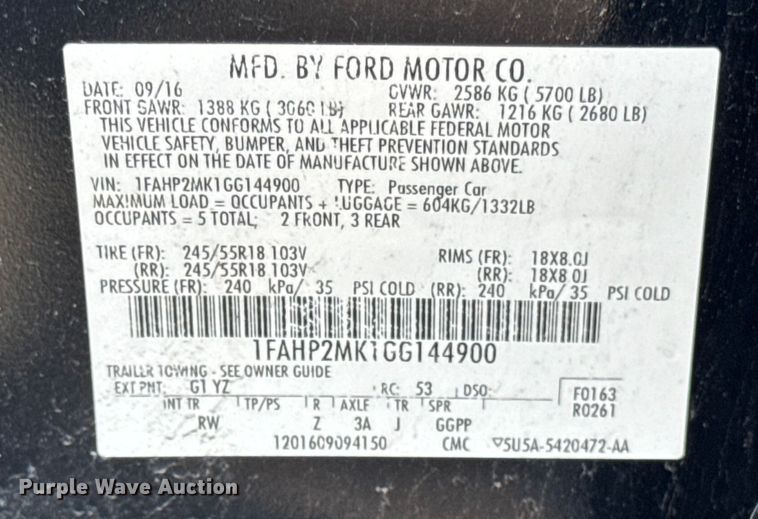 MFD. BY FORD MOTOR CO.
DATE: 09/16 GVWR: 2586 KG ( 5700 LB)
FRONT GAWR: 1388 KG ( 3060 LB) REAR GAWR: 1216 KG ( 2680 LB)
THIS VEHICLE CONFORMS TO ALL APPLICABLE FEDERAL MOTOR
VEHICLE SAFETY, BUMPER, AND THEFT PREVENTION STANDARDS
IN EFFECT ON THE DATE OF MANUFACTURE SHOWN ABOVE.
VIN: 1FAHP2MK1GG144900 TYPE: Passenger Car
MAXIMUM LOAD = OCCUPANTS + LUGGAGE = 604KG/1332LB
OCCUPANTS = 5 TOTAL; 2 FRONT, 3 REAR
TIRE (FR): 245/55R18 103V RIMS (FR): 18X8.0J
(RR): 245/55R18 103V (RR): 18X8.0J
PRESSURE (FR): 240 kPa/ 35 PSI COLD (RR): 240 kPa/ 35 PSI COLD
1FAHP2MK1GG144900
TRAILER TOWING - SEE OWNER GUIDE
EXT PNT: G1 YZ RC: 53 DSO: F0163
INT TR TP/PS R AXLE TR SPR R0261
RW Z 3A J GGPP
1201609094150 CMC ▽5U5A-5420472-AA
Purple Wave Auction